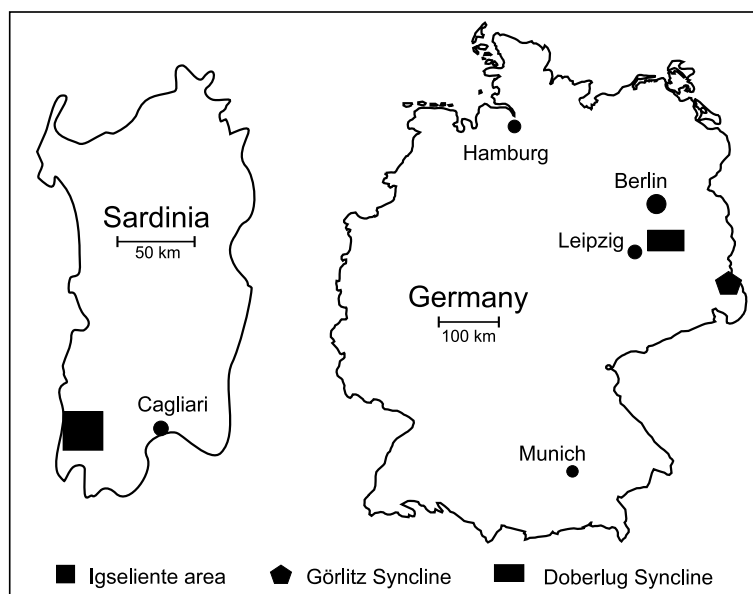 Hamburg
Berlin
Sardinia
50 km
Leipzig
Germany
100 km
Cagliari
Munich
Igseliente area
Görlitz Syncline
Doberlug Syncline